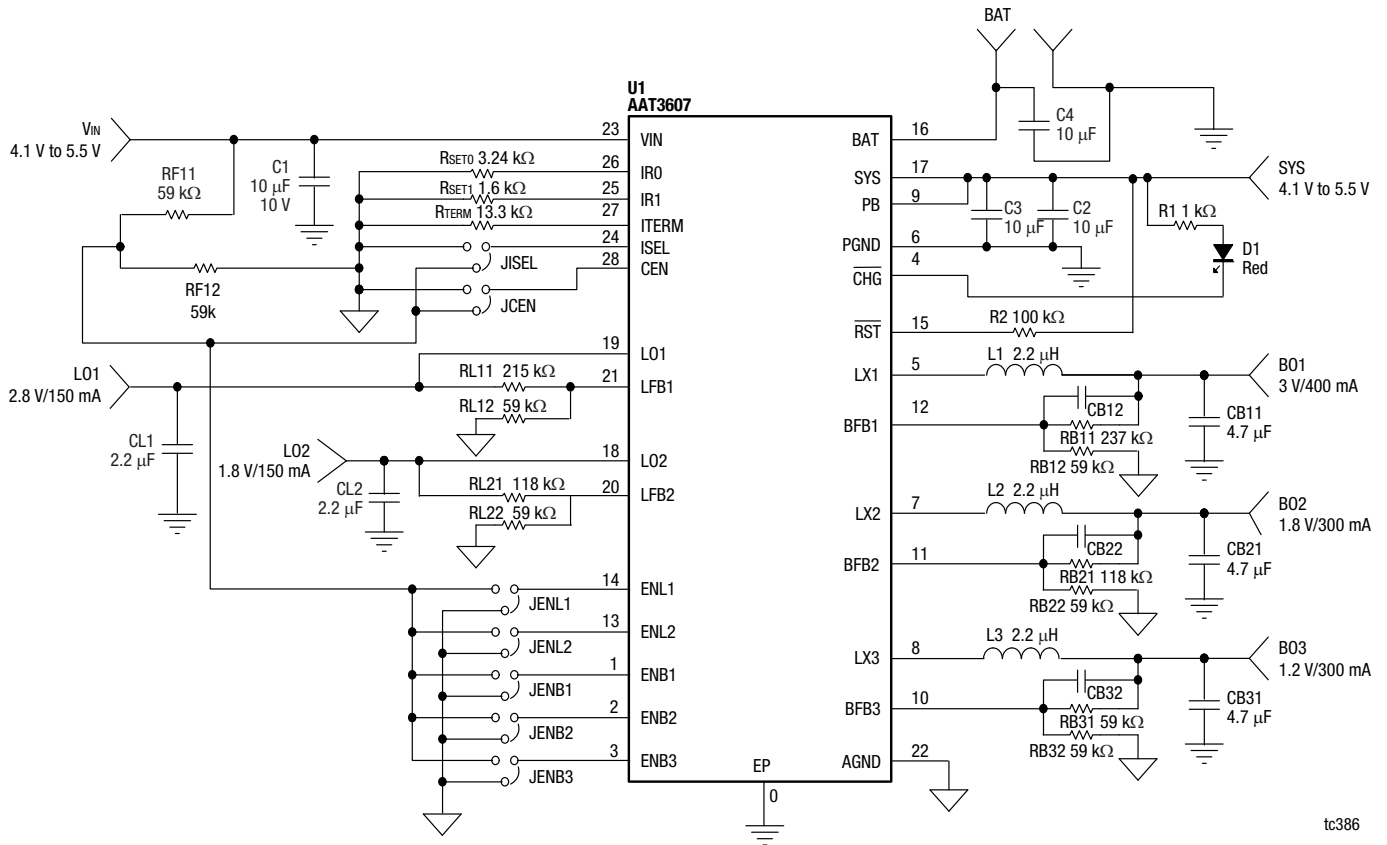 BAT
U1
AAT3607
VIN
4.1 V to 5.5 V
23
VIN
BAT
16
C4
10 µF
RF11
59 kΩ
C1
10 µF
10 V
RSET0 3.24 kΩ
26
IR0
SYS
17
SYS
4.1 V to 5.5 V
RSET1 1.6 kΩ
25
IR1
PB
9
RTERM 13.3 kΩ
27
ITERM
C3
10 µF
C2
10 µF
R1 1 kΩ
24
ISEL
PGND
6
D1
Red
JISEL
28
CEN
CHG
4
RF12
59k
JCEN
RST
15
R2 100 kΩ
19
LO1
LX1
5
L1 2.2 µH
BO1
3 V/400 mA
LO1
2.8 V/150 mA
RL11 215 kΩ
21
LFB1
RL12 59 kΩ
BFB1
12
CB12
RB11 237 kΩ
RB12 59 kΩ
CB11
4.7 µF
CL1
2.2 µF
LO2
1.8 V/150 mA
18
LO2
CL2
2.2 µF
RL21 118 kΩ
20
LFB2
RL22 59 kΩ
LX2
7
L2 2.2 µH
BO2
1.8 V/300 mA
BFB2
11
CB22
RB21 118 kΩ
RB22 59 kΩ
CB21
4.7 µF
14
ENL1
JENL1
13
ENL2
JENL2
LX3
8
L3 2.2 µH
BO3
1.2 V/300 mA
1
ENB1
JENB1
BFB3
10
CB32
RB31 59 kΩ
RB32 59 kΩ
CB31
4.7 µF
2
ENB2
JENB2
3
ENB3
JENB3
AGND
22
EP
0
tc386